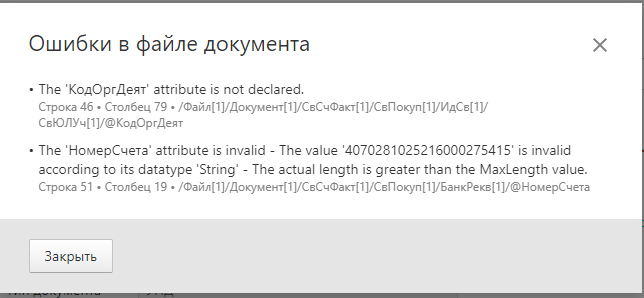 Ошибки в файле документа
• The 'КодОргДеят' attribute is not declared.
Строка 46 • Столбец 79 • /Файл[1]/Документ[1]/СвСчФакт[1]/СвПокуп[1]/ИдСв[1]/
СвЮЛУч[1]/@КодОргДеят
• The 'НомерСчета' attribute is invalid - The value '4070281025216000275415' is invalid
according to its datatype 'String' - The actual length is greater than the MaxLength value.
Строка 51 • Столбец 19 • /Файл[1]/Документ[1]/СвСчФакт[1]/СвПокуп[1]/БанкРекв[1]/@НомерСчета
Закрыть